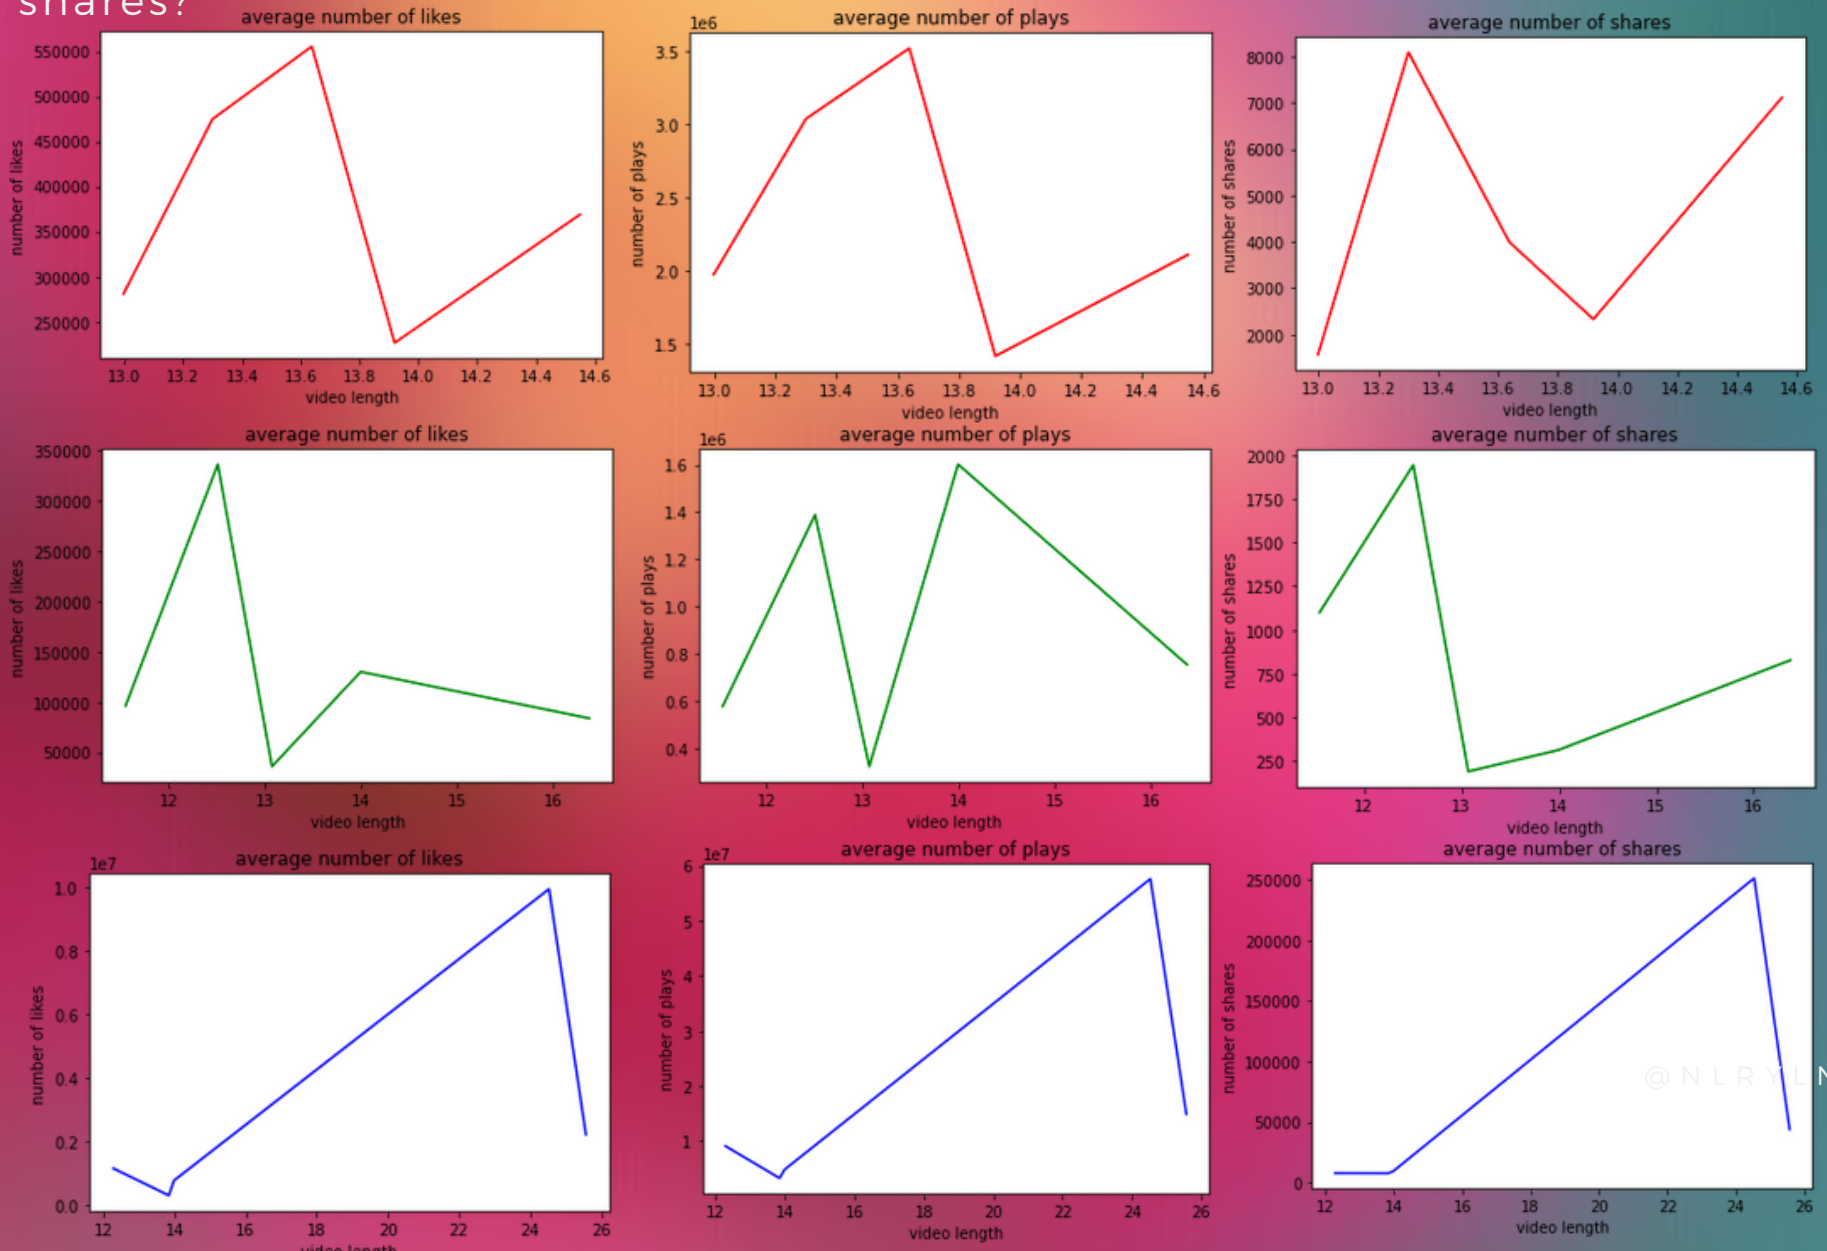 shares?
average number of likes
550000
500000
450000
400000
350000
300000
250000
number of likes
13.0 13.2 13.4 13.6 13.8 14.0 14.2 14.4 14.6
video length
average number of plays
1e6
3.5
3.0
2.5
2.0
1.5
number of plays
13.0 13.2 13.4 13.6 13.8 14.0 14.2 14.4 14.6
video length
average number of shares
8000
7000
6000
5000
4000
3000
2000
number of shares
13.0 13.2 13.4 13.6 13.8 14.0 14.2 14.4 14.6
video length
average number of likes
350000
300000
250000
200000
150000
100000
50000
number of likes
12 13 14 15 16
video length
average number of plays
1e6
1.6
1.4
1.2
1.0
0.8
0.6
0.4
number of plays
12 13 14 15 16
video length
average number of shares
2000
1750
1500
1250
1000
750
500
250
number of shares
12 13 14 15 16
video length
average number of likes
1e7
1.0
0.8
0.6
0.4
0.2
0.0
number of likes
12 14 16 18 20 22 24 26
video length
average number of plays
1e7
6
5
4
3
2
1
number of plays
12 14 16 18 20 22 24 26
video length
average number of shares
250000
200000
150000
100000
50000
0
number of shares
12 14 16 18 20 22 24 26
video length
@NLRYLN